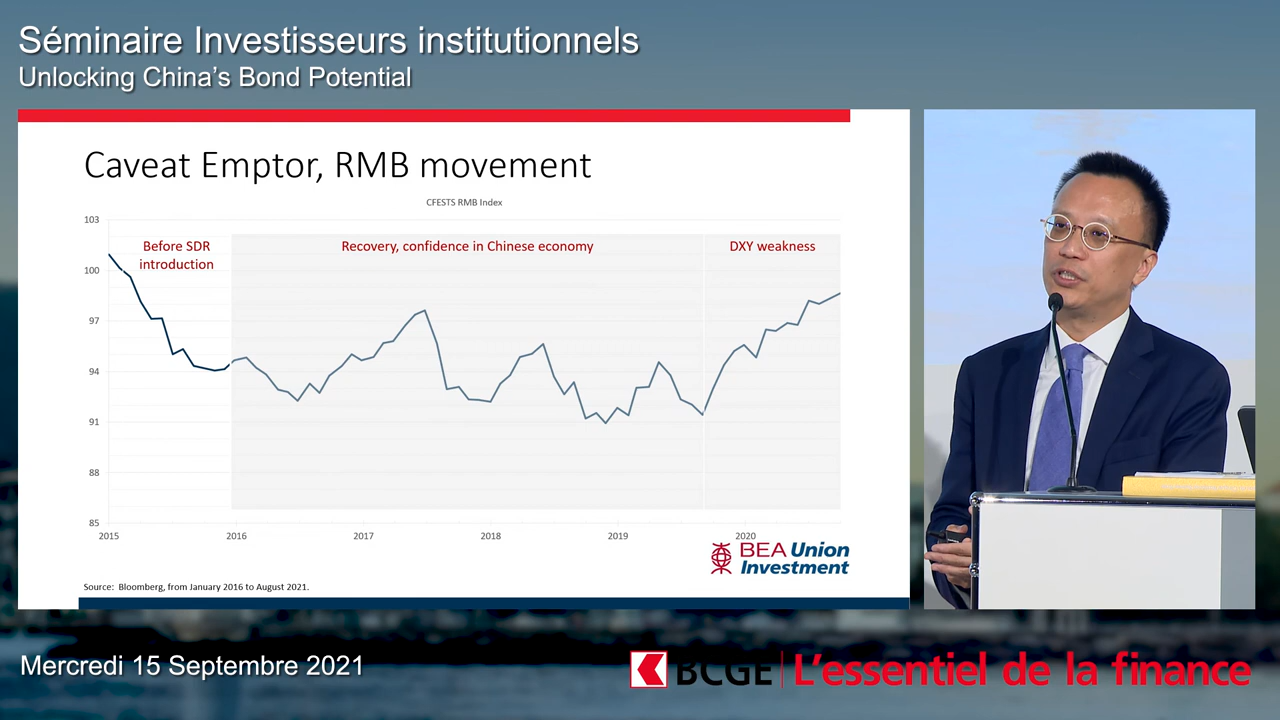 Séminaire Investisseurs institutionnels
Unlocking China's Bond Potential
Caveat Emptor, RMB movement
CFESTS RMB Index
103
100
97
94
91
88
85
Before SDR
introduction
Recovery, confidence in Chinese economy
DXY weakness
2015 2016 2017 2018 2019 2020
BEA Union
Investment
Source: Bloomberg, from January 2016 to August 2021.
Mercredi 15 Septembre 2021
BCGE L'essentiel de la finance